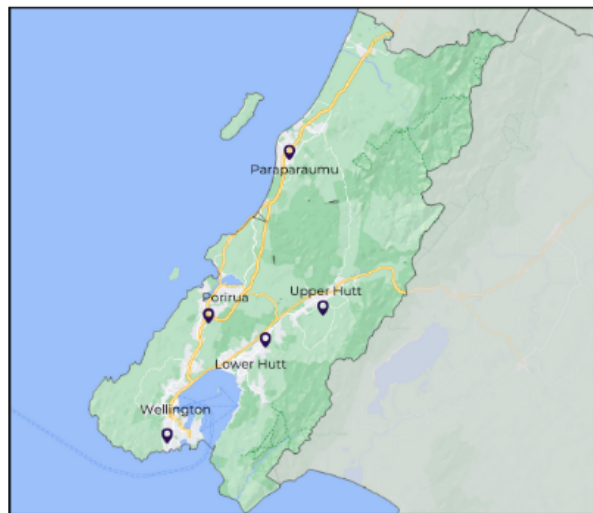 Paraparaumu
Upper Hutt
Porirua
Lower Hutt
Wellington